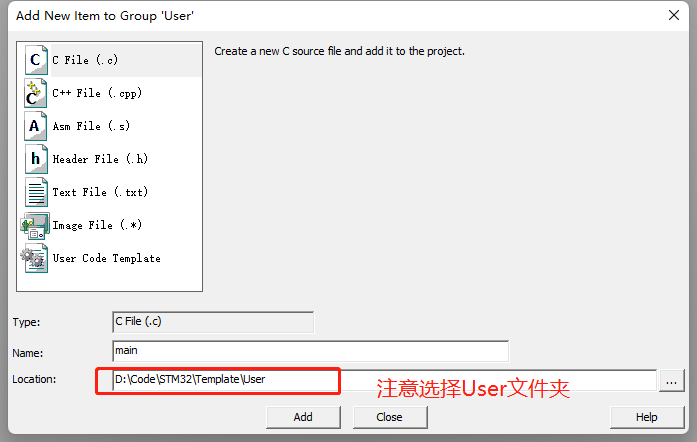 Add New Item to Group 'User'
Create a new C source file and add it to the project.
C
C File (.c)
C
C++ File (.cpp)
A
Asm File (.s)
h
Header File (.h)
Text File (.txt)
Image File (.*)
User Code Template
Type:
C File (.c)
Name:
main
Location:
D:\Code\STM32\Template\User
...
注意选择User文件夹
Add
Close
Help